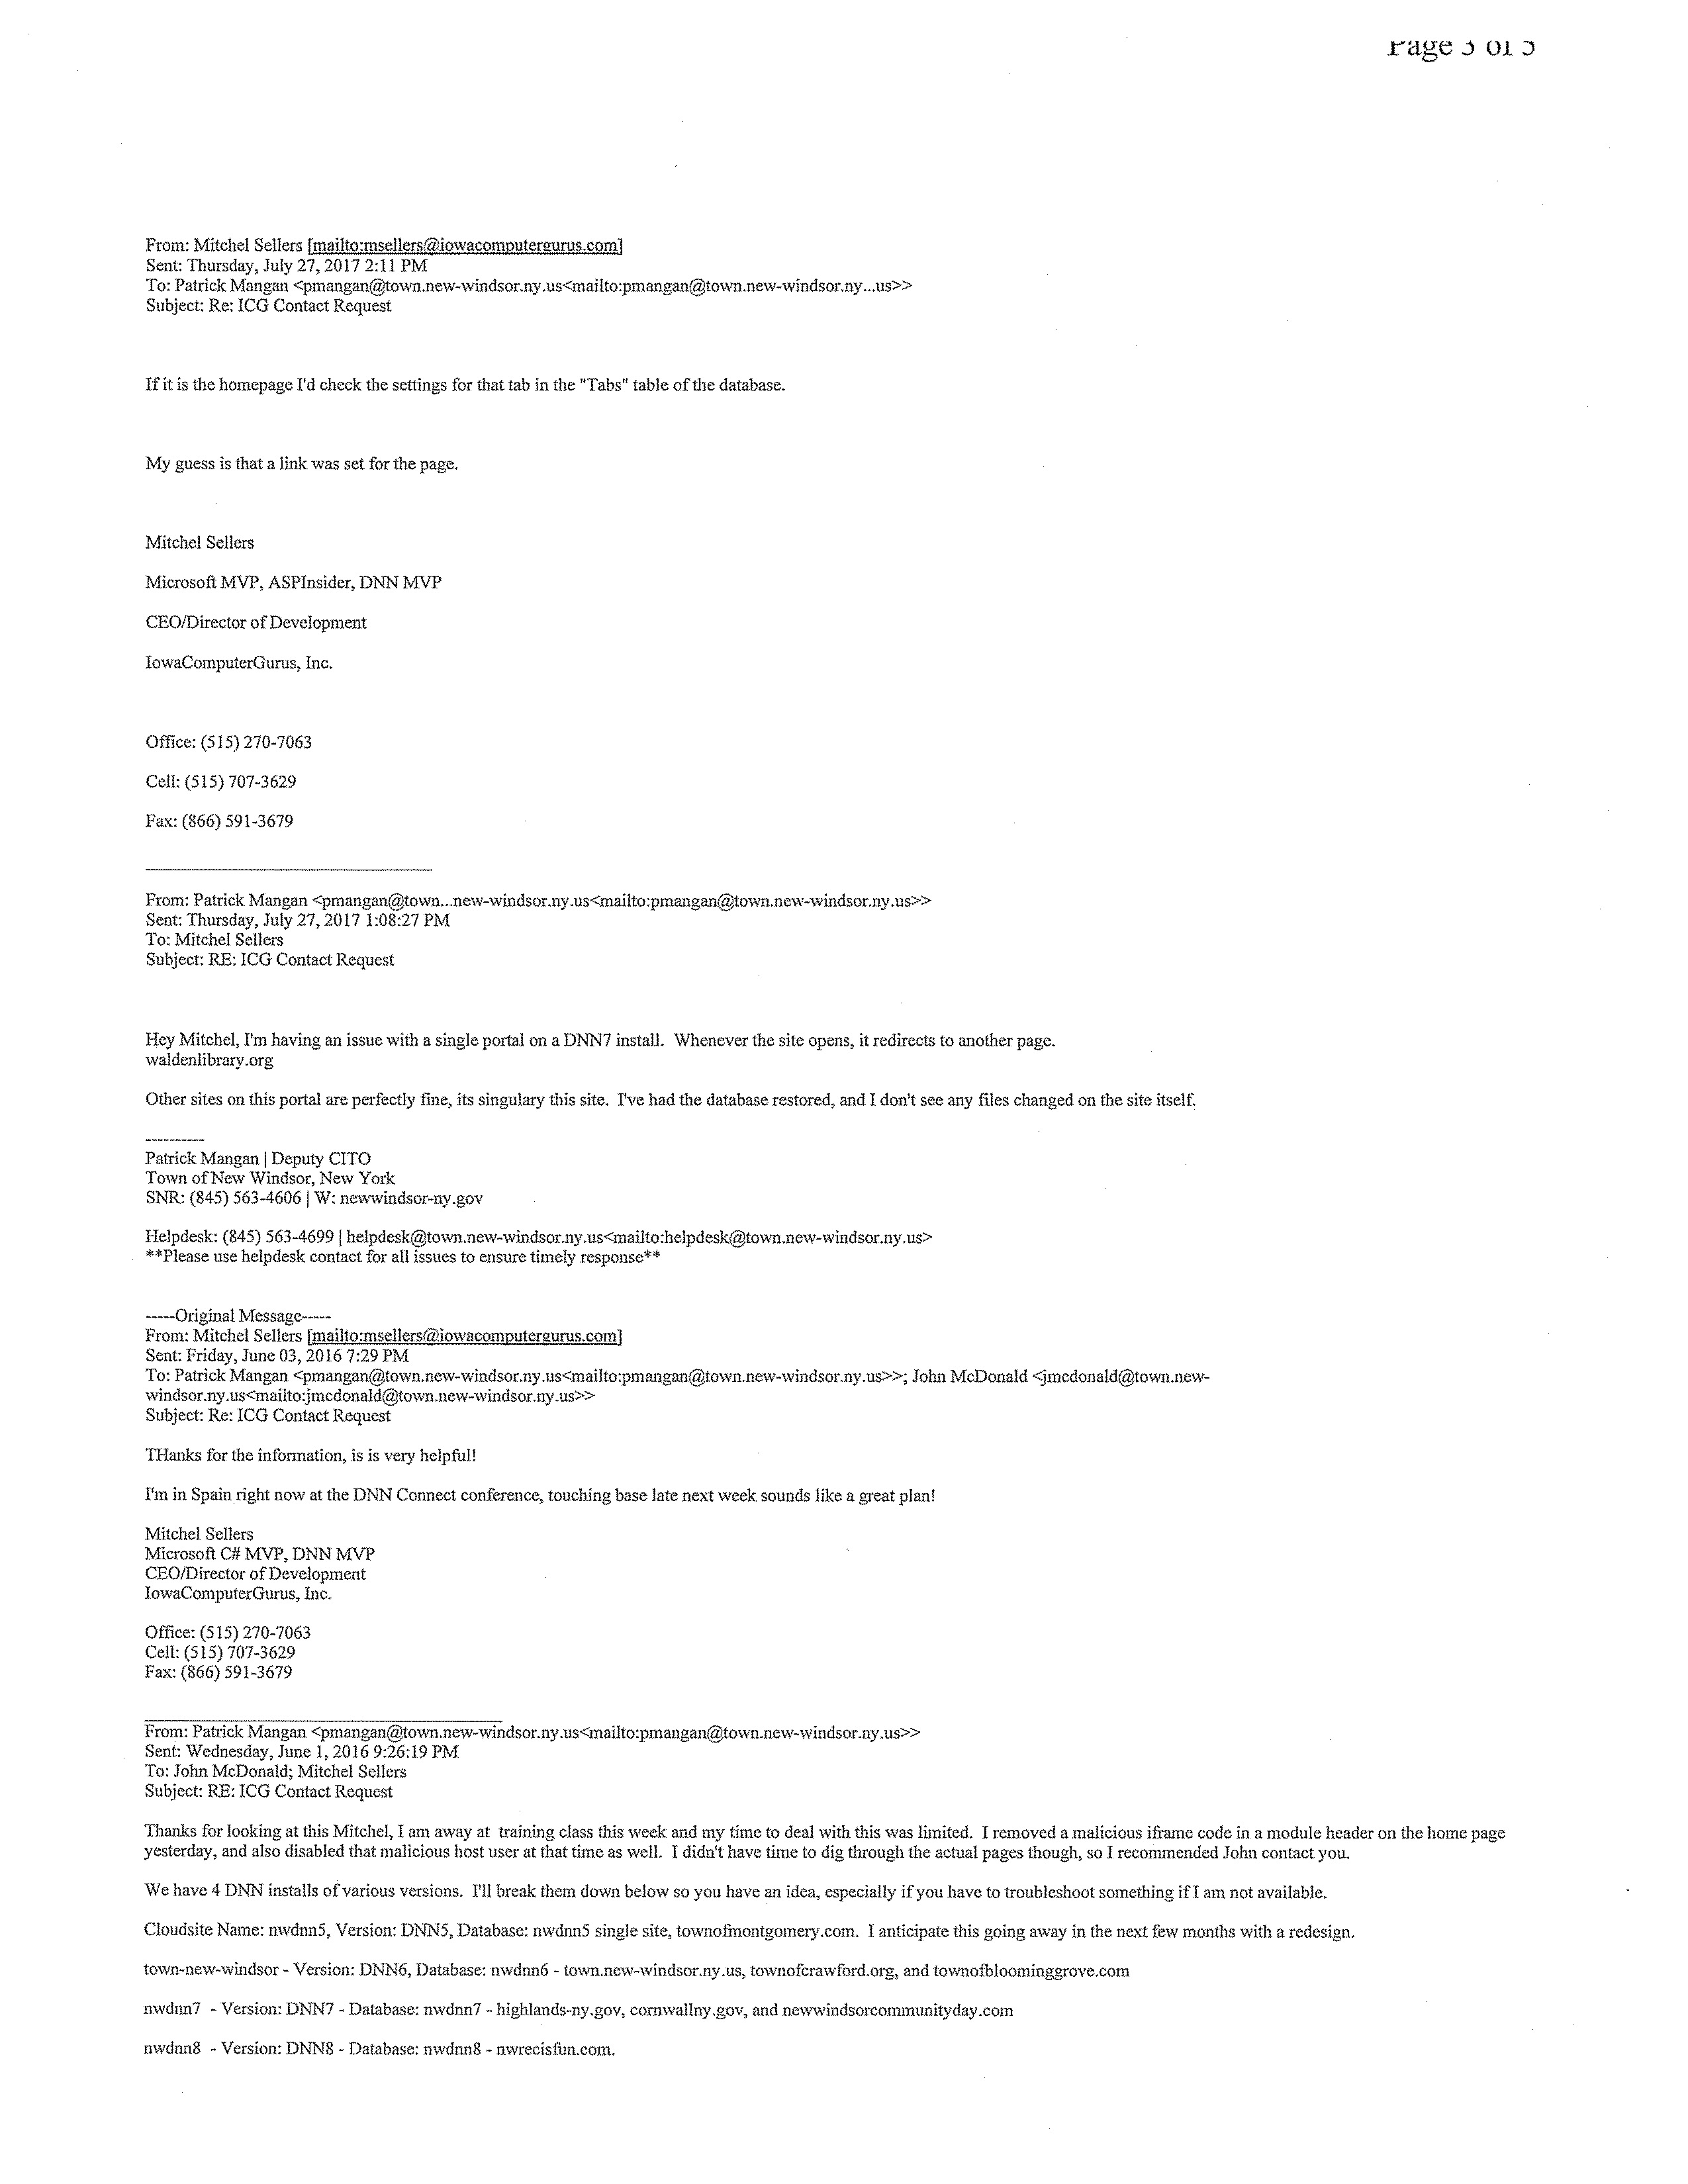 Page 3 of 5
From: Mitchel Sellers [mailto:msellers@iowacomputergurus.com]
Sent: Thursday, July 27, 2017 2:11 PM
To: Patrick Mangan <pmangan@town.new-windsor.ny.us<mailto:pmangan@town.new-windsor.ny...us>>
Subject: Re: ICG Contact Request
If it is the homepage I'd check the settings for that tab in the "Tabs" table of the database.
My guess is that a link was set for the page.
Mitchel Sellers
Microsoft MVP, ASPInsider, DNN MVP
CEO/Director of Development
IowaComputerGurus, Inc.
Office: (515) 270-7063
Cell: (515) 707-3629
Fax: (866) 591-3679
From: Patrick Mangan <pmangan@town...new-windsor.ny.us<mailto:pmangan@town.new-windsor.ny.us>>
Sent: Thursday, July 27, 2017 1:08:27 PM
To: Mitchel Sellers
Subject: RE: ICG Contact Request
Hey Mitchel, I'm having an issue with a single portal on a DNN7 install.  Whenever the site opens, it redirects to another page.
waldenlibrary.org
Other sites on this portal are perfectly fine, its singulary this site.  I've had the database restored, and I don't see any files changed on the site itself.
----------
Patrick Mangan | Deputy CITO
Town of New Windsor, New York
SNR: (845) 563-4606 | W: newwindsor-ny.gov
Helpdesk: (845) 563-4699 | helpdesk@town.new-windsor.ny.us<mailto:helpdesk@town.new-windsor.ny.us>
**Please use helpdesk contact for all issues to ensure timely response**
-----Original Message-----
From: Mitchel Sellers [mailto:msellers@iowacomputergurus.com]
Sent: Friday, June 03, 2016 7:29 PM
To: Patrick Mangan <pmangan@town.new-windsor.ny.us<mailto:pmangan@town.new-windsor.ny.us>>; John McDonald <jmcdonald@town.new-
windsor.ny.us<mailto:jmcdonald@town.new-windsor.ny.us>>
Subject: Re: ICG Contact Request
THanks for the information, is is very helpful!
I'm in Spain right now at the DNN Connect conference, touching base late next week sounds like a great plan!
Mitchel Sellers
Microsoft C# MVP, DNN MVP
CEO/Director of Development
IowaComputerGurus, Inc.
Office: (515) 270-7063
Cell: (515) 707-3629
Fax: (866) 591-3679
From: Patrick Mangan <pmangan@town.new-windsor.ny.us<mailto:pmangan@town.new-windsor.ny.us>>
Sent: Wednesday, June 1, 2016 9:26:19 PM
To: John McDonald; Mitchel Sellers
Subject: RE: ICG Contact Request
Thanks for looking at this Mitchel, I am away at  training class this week and my time to deal with this was limited.  I removed a malicious iframe code in a module header on the home page
yesterday, and also disabled that malicious host user at that time as well.  I didn't have time to dig through the actual pages though, so I recommended John contact you.
We have 4 DNN installs of various versions.  I'll break them down below so you have an idea, especially if you have to troubleshoot something if I am not available.
Cloudsite Name: nwdnn5, Version: DNN5, Database: nwdnn5 single site, townofmontgomery.com.  I anticipate this going away in the next few months with a redesign.
town-new-windsor - Version: DNN6, Database: nwdnn6 - town.new-windsor.ny.us, townofcrawford.org, and townofbloominggrove.com
nwdnn7  - Version: DNN7 - Database: nwdnn7 - highlands-ny.gov, cornwallny.gov, and newwindsorcommunityday.com
nwdnn8  - Version: DNN8 - Database: nwdnn8 - nwrecisfun.com.